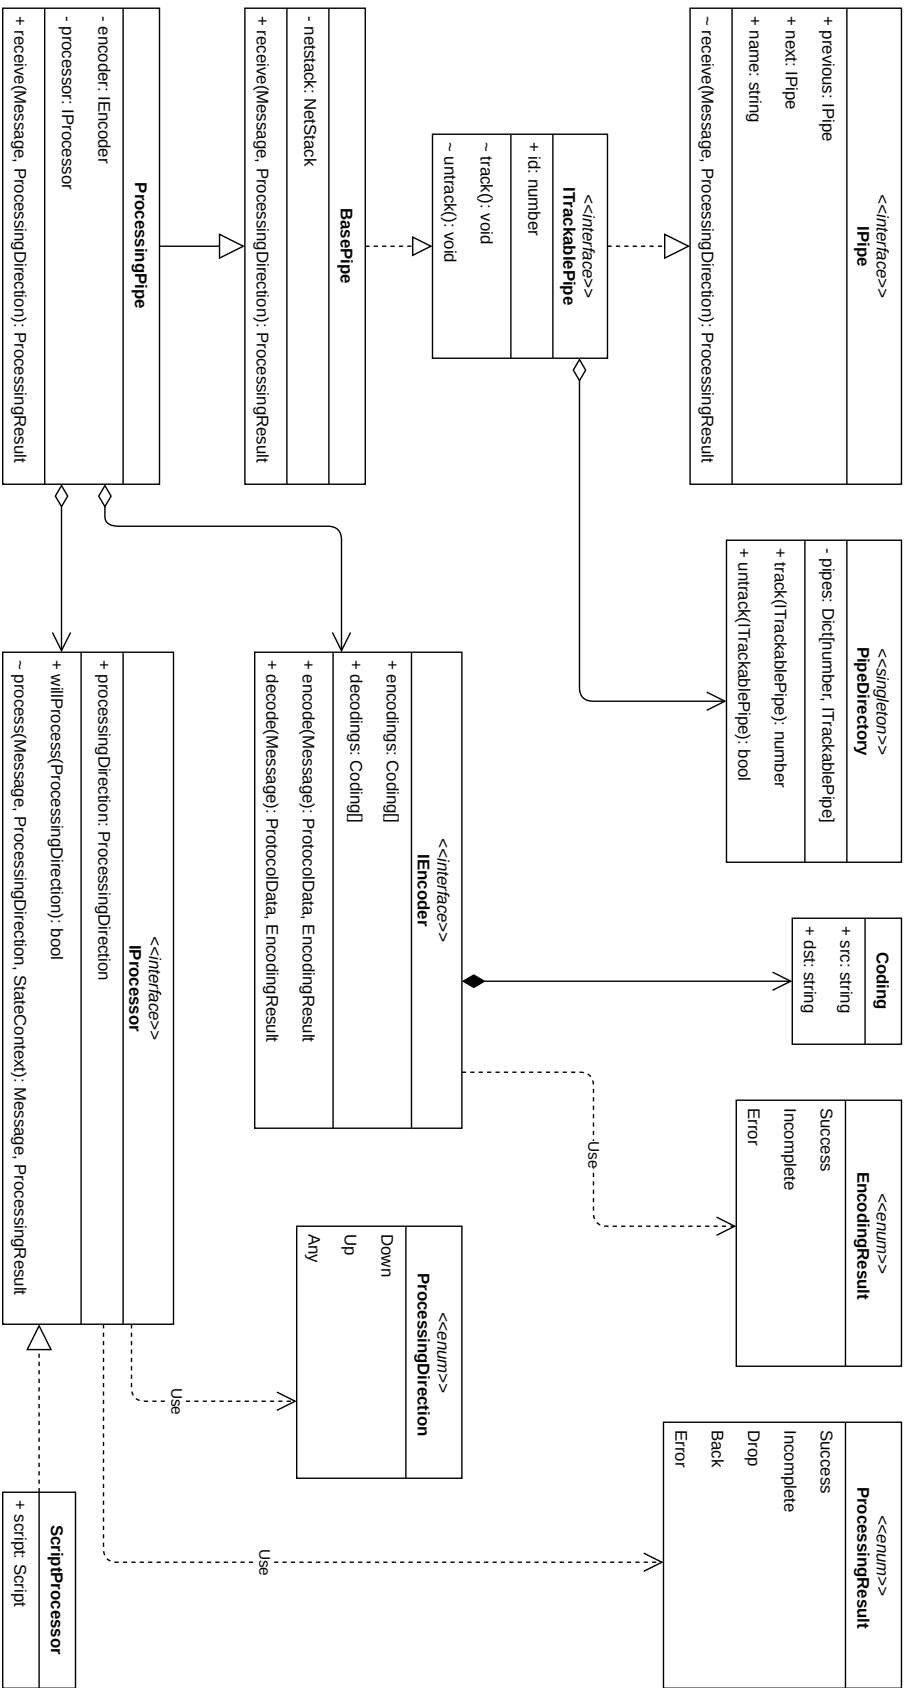 <<interface>>
IPipe
+ previous: IPipe
+ next: IPipe
+ name: string
~ receive(Message, ProcessingDirection): ProcessingResult
<<singleton>>
PipeDirectory
- pipes: Dict[number, ITrackablePipe]
+ track(ITrackablePipe): number
+ untrack(ITrackablePipe): bool
Coding
+ src: string
+ dst: string
<<enum>>
EncodingResult
Success
Incomplete
Error
<<enum>>
ProcessingResult
Success
Incomplete
Drop
Back
Error
<<interface>>
ITrackablePipe
+ id: number
~ track(): void
~ untrack(): void
Use
BasePipe
- netstack: NetStack
+ receive(Message, ProcessingDirection): ProcessingResult
<<interface>>
IEncoder
+ encodings: Coding[]
+ decodings: Coding[]
+ encode(Message): ProtocolData, EncodingResult
+ decode(Message): ProtocolData, EncodingResult
<<enum>>
ProcessingDirection
Down
Up
Any
Use
Use
ProcessingPipe
- encoder: IEncoder
- processor: IProcessor
+ receive(Message, ProcessingDirection): ProcessingResult
<<interface>>
IProcessor
+ processingDirection: ProcessingDirection
+ willProcess(ProcessingDirection): bool
~ process(Message, ProcessingDirection, StateContext): Message, ProcessingResult
ScriptProcessor
+ script: Script